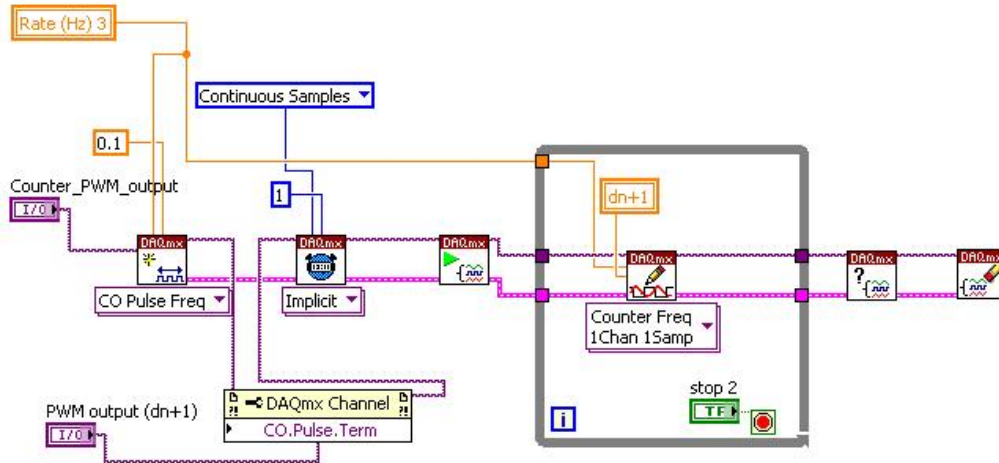 Rate (Hz) 3
Continuous Samples
0.1
Counter_PWM_output
I/O
1
dn+1
DAQmx
DAQmx
DAQmx
DAQmx
DAQmx
DAQmx
CO Pulse Freq
Implicit
Counter Freq
1Chan 1Samp
stop 2
TF
i
PWM output (dn+1)
I/O
DAQmx Channel
CO.Pulse.Term